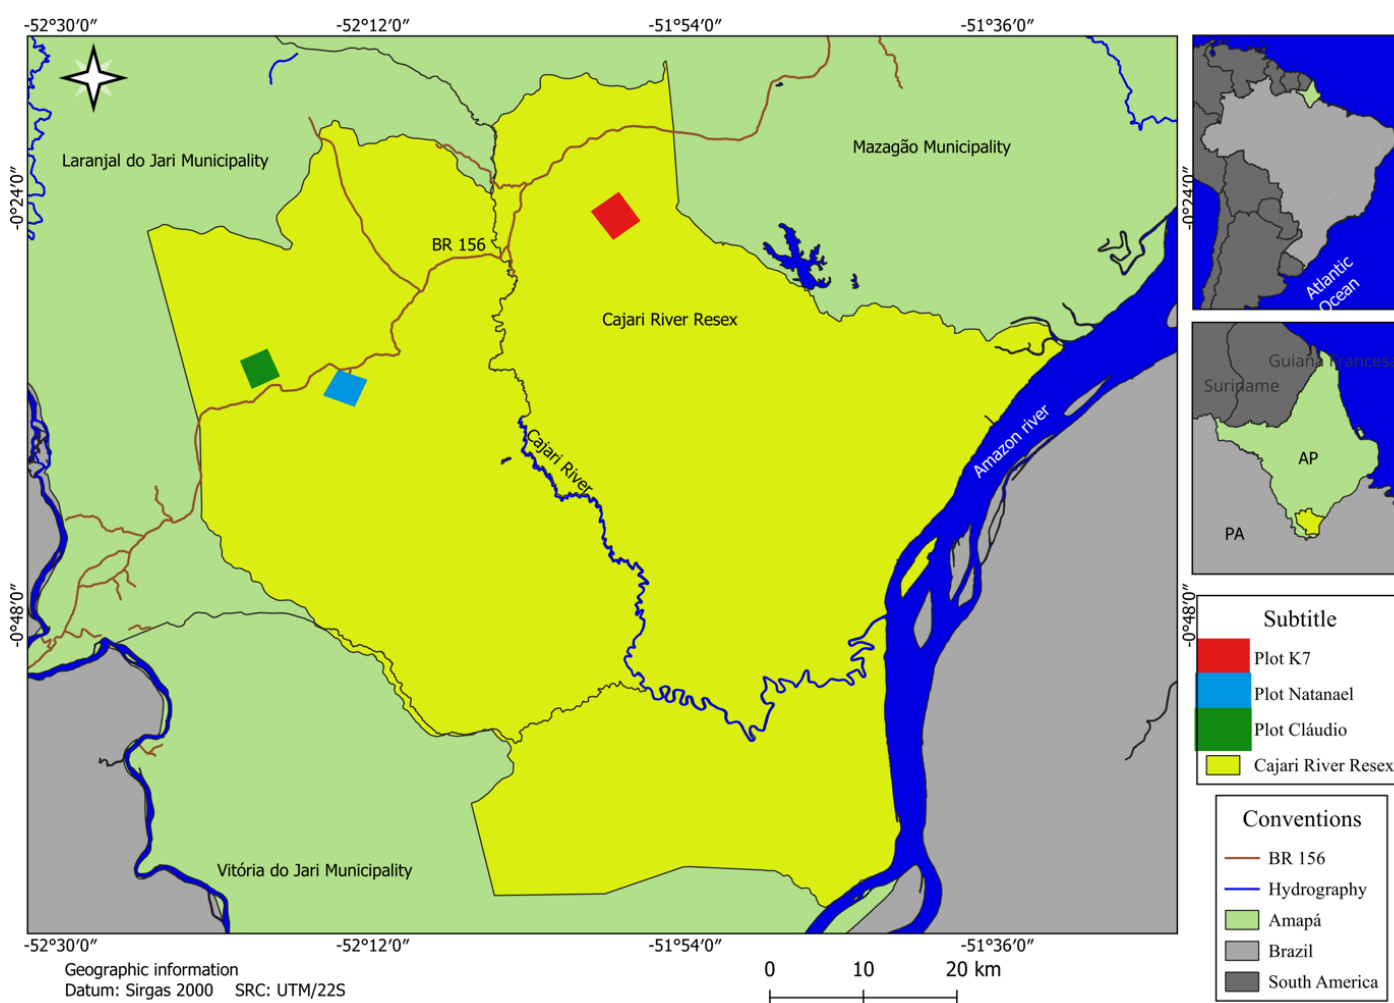 -52°30′0″ -52°12′0″ -51°54′0″ -51°36′0″
Laranjal do Jari Municipality
Mazagão Municipality
-0°24′0″
-0°24′0″
BR 156
Cajari River Resex
Cajari River
Amazon river
-0°48′0″
-0°48′0″
Vitória do Jari Municipality
-52°30′0″ -52°12′0″ -51°54′0″ -51°36′0″
Geographic information
Datum: Sirgas 2000 SRC: UTM/22S
0 10 20 km
Atlantic
Ocean
Guiana Francesa
Suriname
AP
PA
Subtitle
Plot K7
Plot Natanael
Plot Cláudio
Cajari River Resex
Conventions
BR 156
Hydrography
Amapá
Brazil
South America